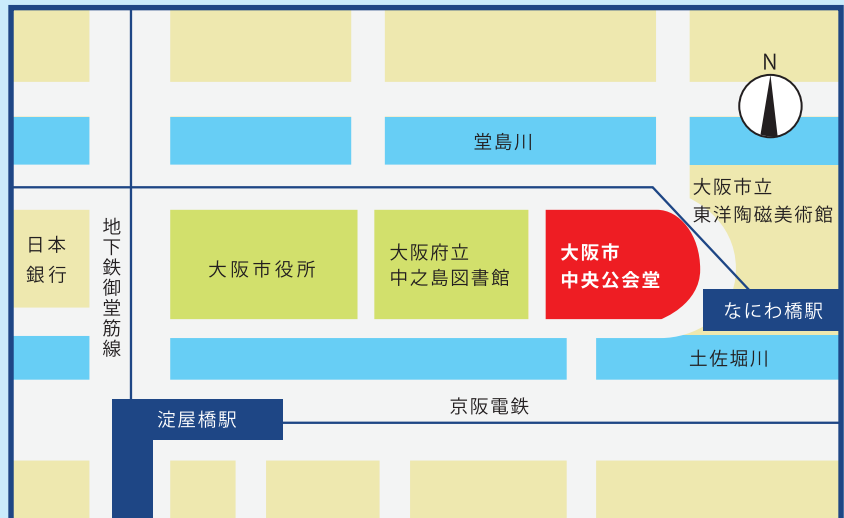 N
堂島川
大阪市立
東洋陶磁美術館
日本
銀行
地下鉄御堂筋線
大阪市役所
大阪府立
中之島図書館
大阪市
中央公会堂
なにわ橋駅
土佐堀川
京阪電鉄
淀屋橋駅